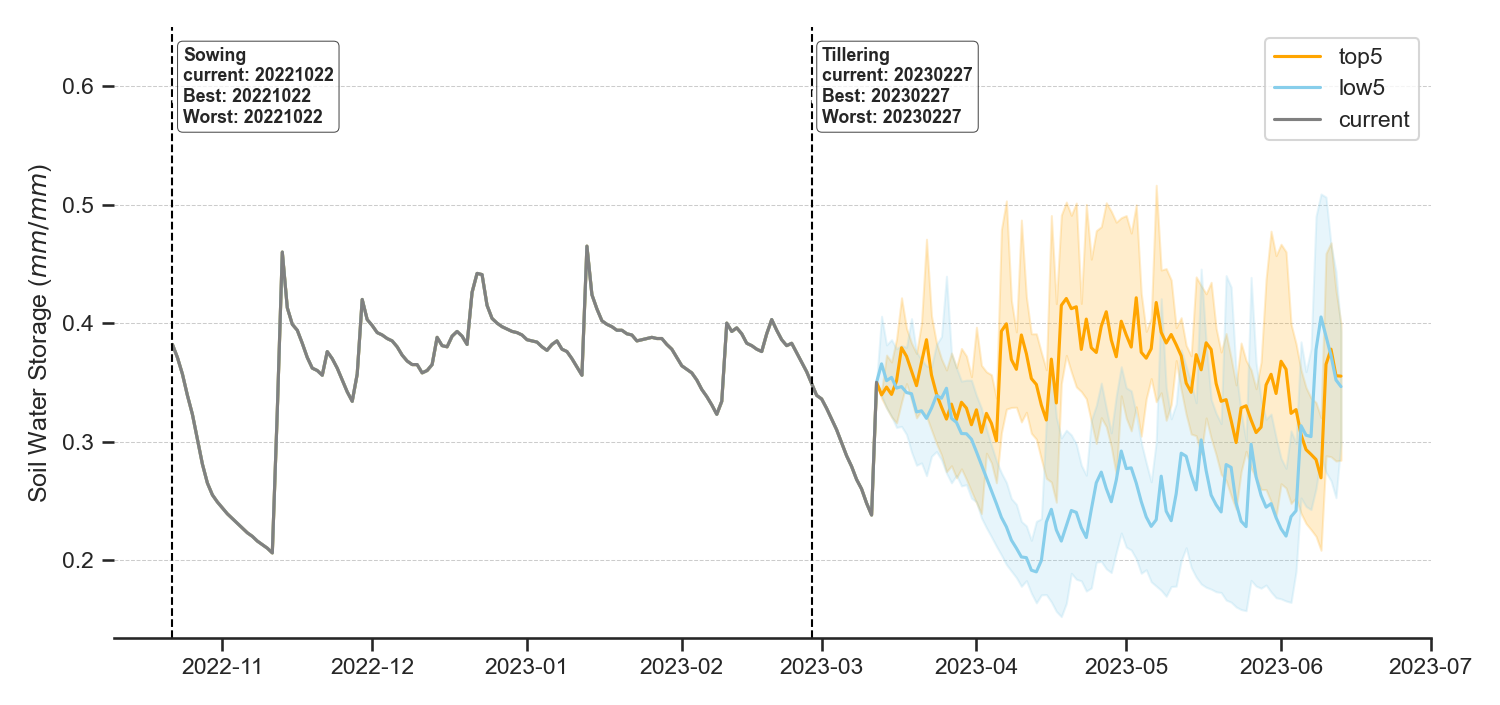 Sowing
current: 20221022
Best: 20221022
Worst: 20221022
Tillering
current: 20230227
Best: 20230227
Worst: 20230227
top5
low5
current
Soil Water Storage (mm/mm)
0.6
0.5
0.4
0.3
0.2
2022-11
2022-12
2023-01
2023-02
2023-03
2023-04
2023-05
2023-06
2023-07